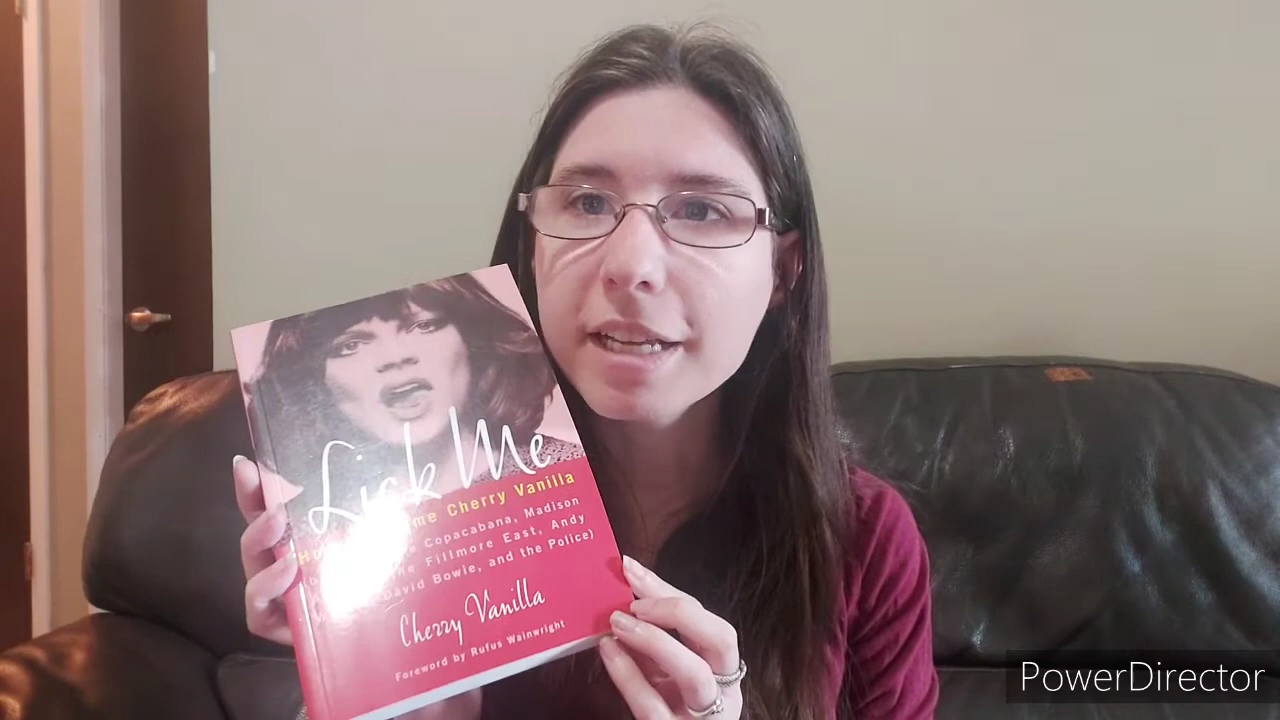 Lick Me
me Cherry Vanilla
Copacabana, Madison
the Fillmore East, Andy
David Bowie, and the Police)
Cherry Vanilla
Foreword by Rufus Wainwright
PowerDirector